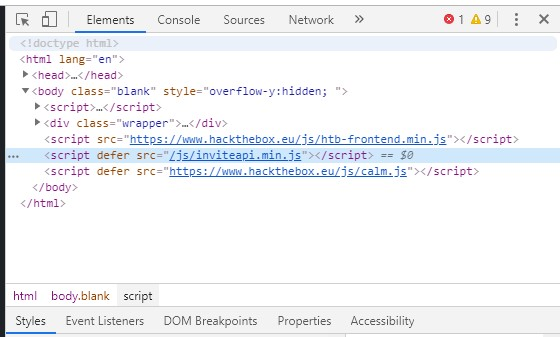 Elements Console Sources Network » 1 9
<!doctype html>
<html lang="en">
<head>…</head>
<body class="blank" style="overflow-y:hidden; ">
<script>…</script>
<div class="wrapper">…</div>
<script src="https://www.hackthebox.eu/js/htb-frontend.min.js"></script>
<script defer src="/js/inviteapi.min.js"></script> == $0
<script defer src="https://www.hackthebox.eu/js/calm.js"></script>
</body>
</html>
html body.blank script
Styles Event Listeners DOM Breakpoints Properties Accessibility